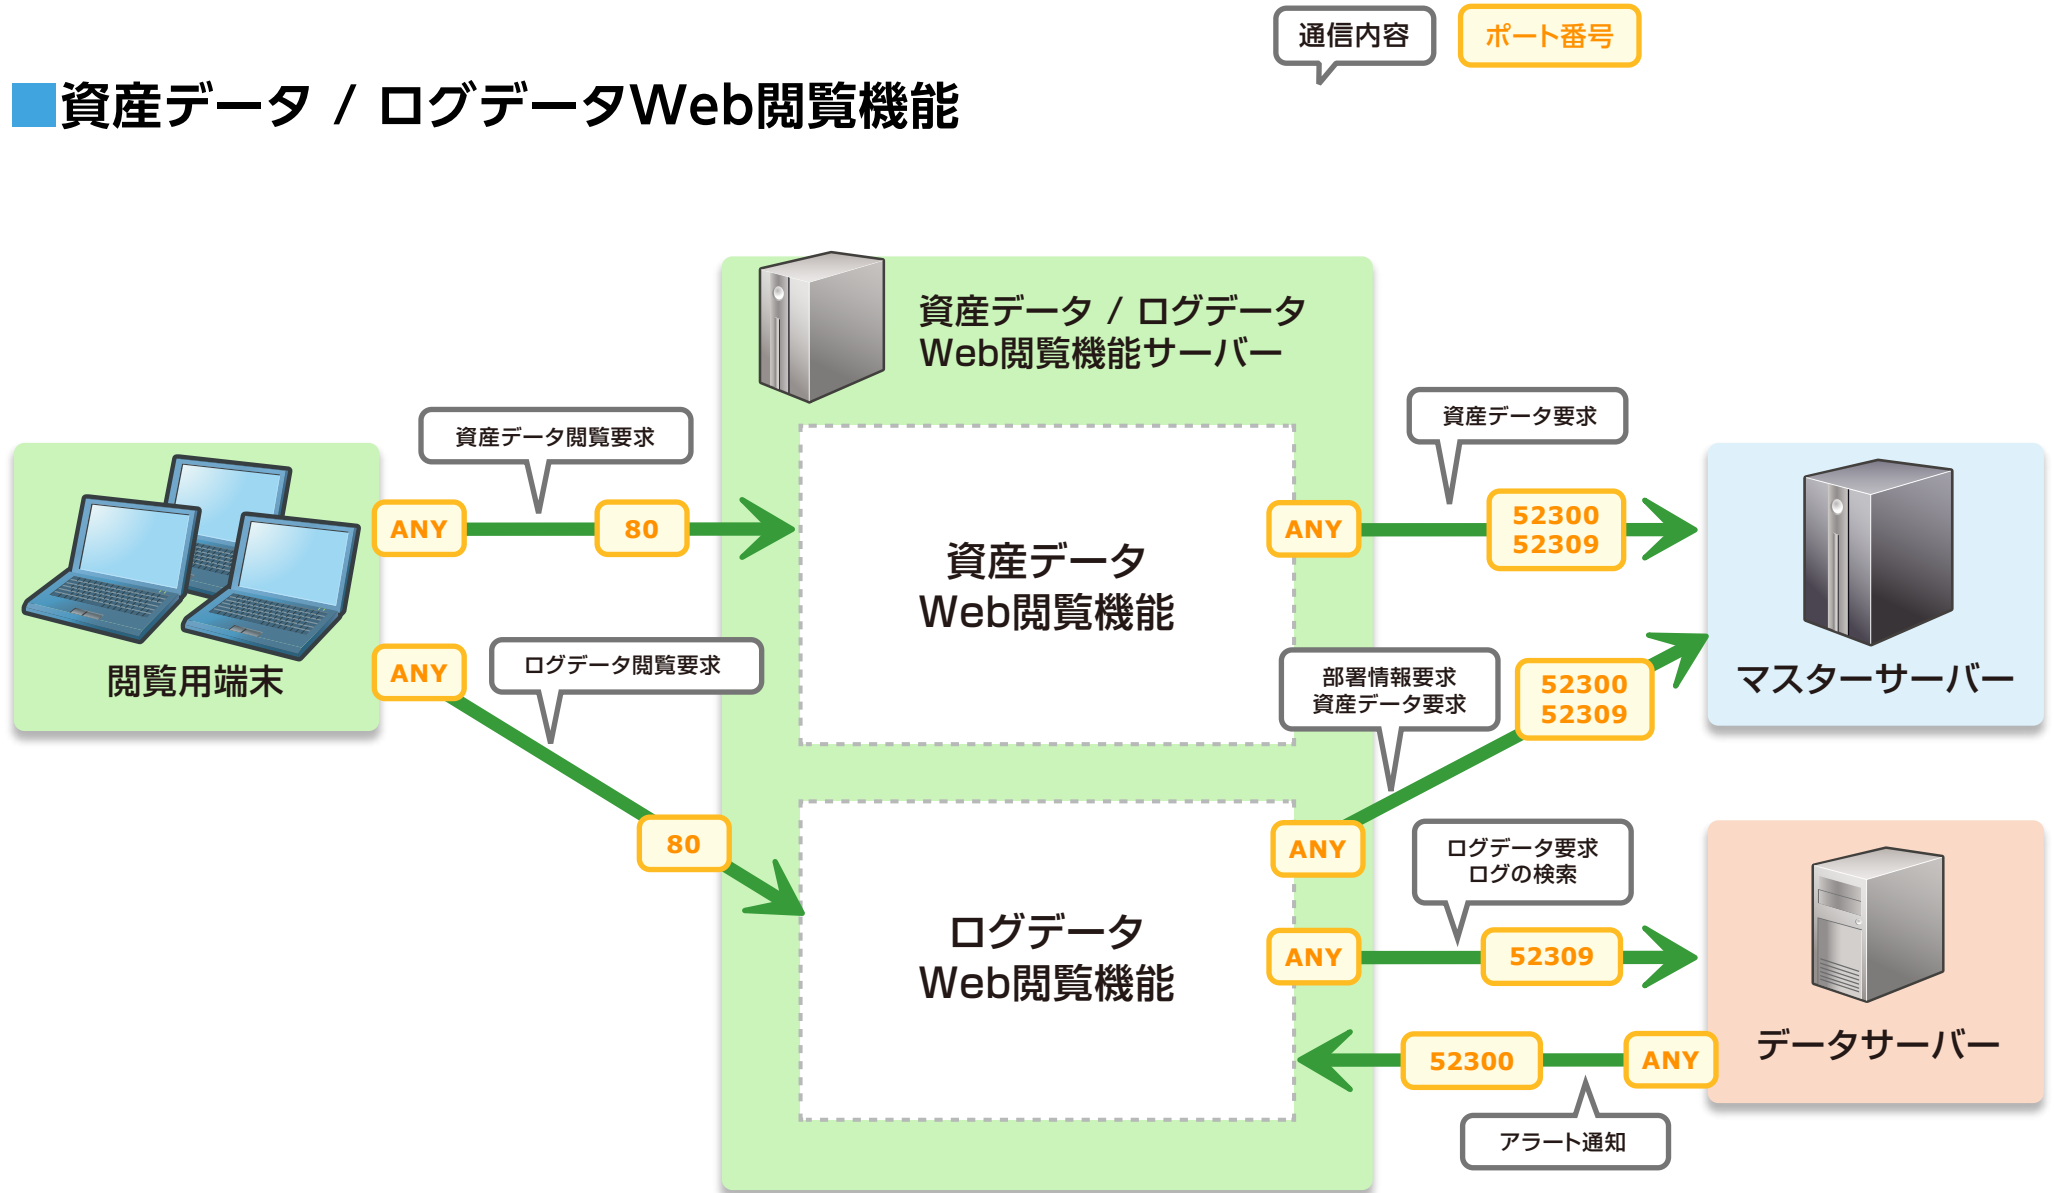 通信内容
ポート番号
資産データ / ログデータWeb閲覧機能
資産データ / ログデータ
Web閲覧機能サーバー
資産データ閲覧要求
資産データ要求
ANY
80
ANY
52300
52309
資産データ
Web閲覧機能
閲覧用端末
ANY
ログデータ閲覧要求
部署情報要求
資産データ要求
52300
52309
マスターサーバー
80
ANY
ログデータ要求
ログの検索
ログデータ
Web閲覧機能
ANY
52309
データサーバー
52300
ANY
アラート通知